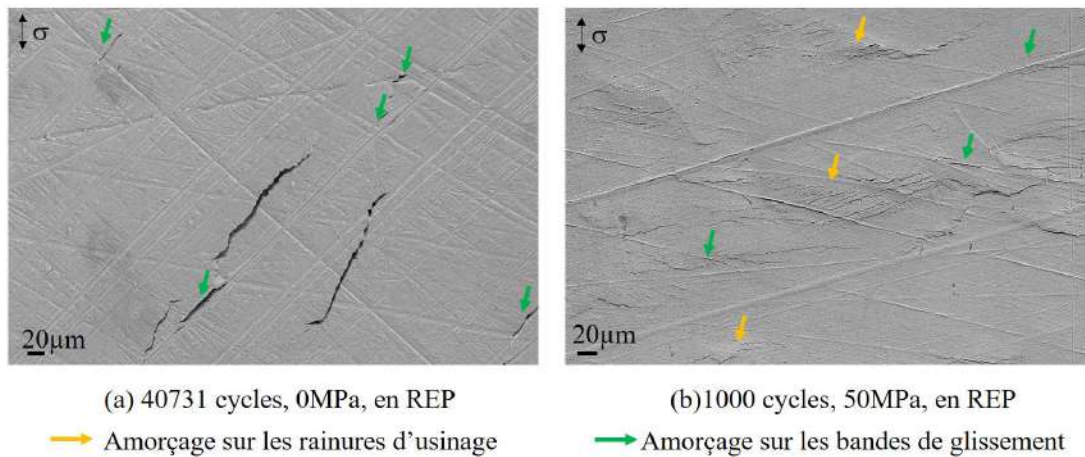 σ
σ
20µm
20µm
(a) 40731 cycles, 0MPa, en REP
(b)1000 cycles, 50MPa, en REP
Amorçage sur les rainures d’usinage
Amorçage sur les bandes de glissement